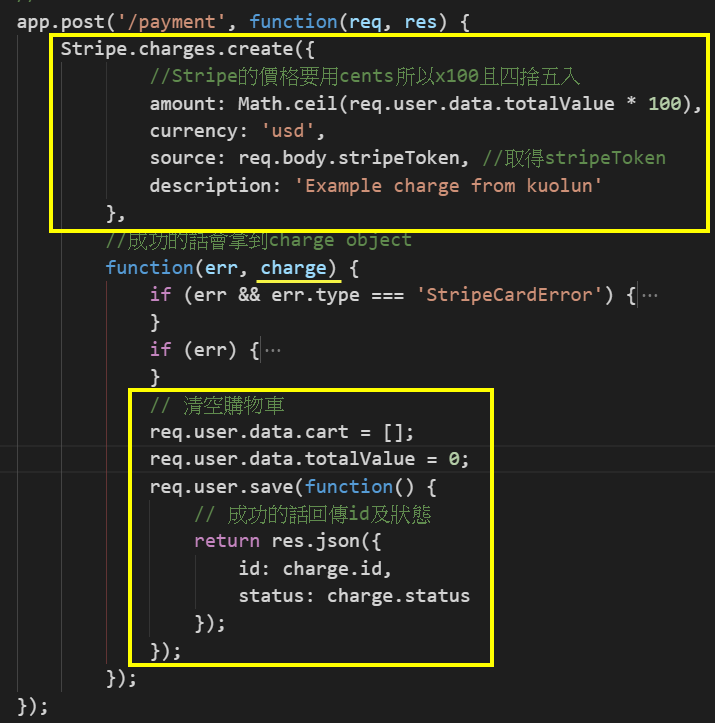 app.post('/payment', function(req, res) {
Stripe.charges.create({
//Stripe的價格要用cents所以x100且四捨五入
amount: Math.ceil(req.user.data.totalValue * 100),
currency: 'usd',
source: req.body.stripeToken, //取得stripeToken
description: 'Example charge from kuolun'
},
//成功的話會拿到charge object
function(err, charge) {
if (err && err.type === 'StripeCardError') {⋯
}
if (err) {⋯
}
// 清空購物車
req.user.data.cart = [];
req.user.data.totalValue = 0;
req.user.save(function() {
// 成功的話回傳id及狀態
return res.json({
id: charge.id,
status: charge.status
});
});
});
});